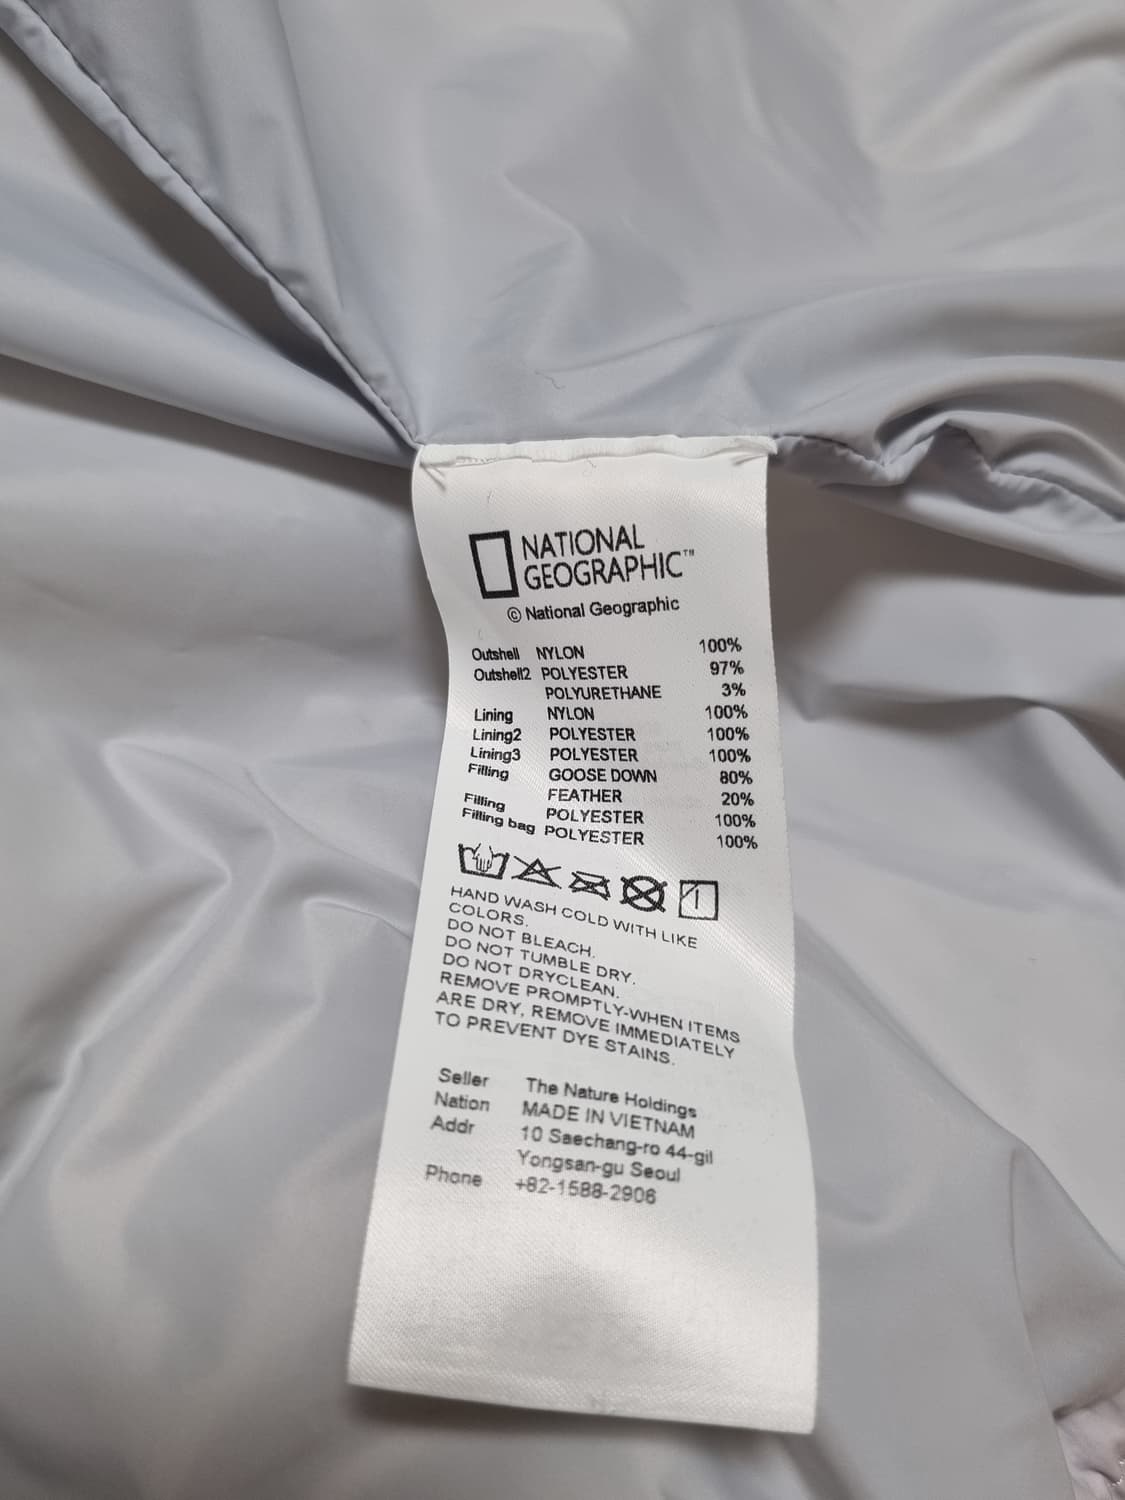 NATIONAL
GEOGRAPHIC™
© National Geographic
Outshell NYLON 100%
Outshell2 POLYESTER 97%
POLYURETHANE 3%
Lining NYLON 100%
Lining2 POLYESTER 100%
Lining3 POLYESTER 100%
Filling GOOSE DOWN 80%
FEATHER 20%
Filling POLYESTER 100%
Filling bag POLYESTER 100%
HAND WASH COLD WITH LIKE
COLORS.
DO NOT BLEACH.
DO NOT TUMBLE DRY.
DO NOT DRYCLEAN.
REMOVE PROMPTLY-WHEN ITEMS
ARE DRY, REMOVE IMMEDIATELY
TO PREVENT DYE STAINS.
Seller The Nature Holdings
Nation MADE IN VIETNAM
Addr 10 Saechang-ro 44-gil
Yongsan-gu Seoul
Phone +82-1588-2906